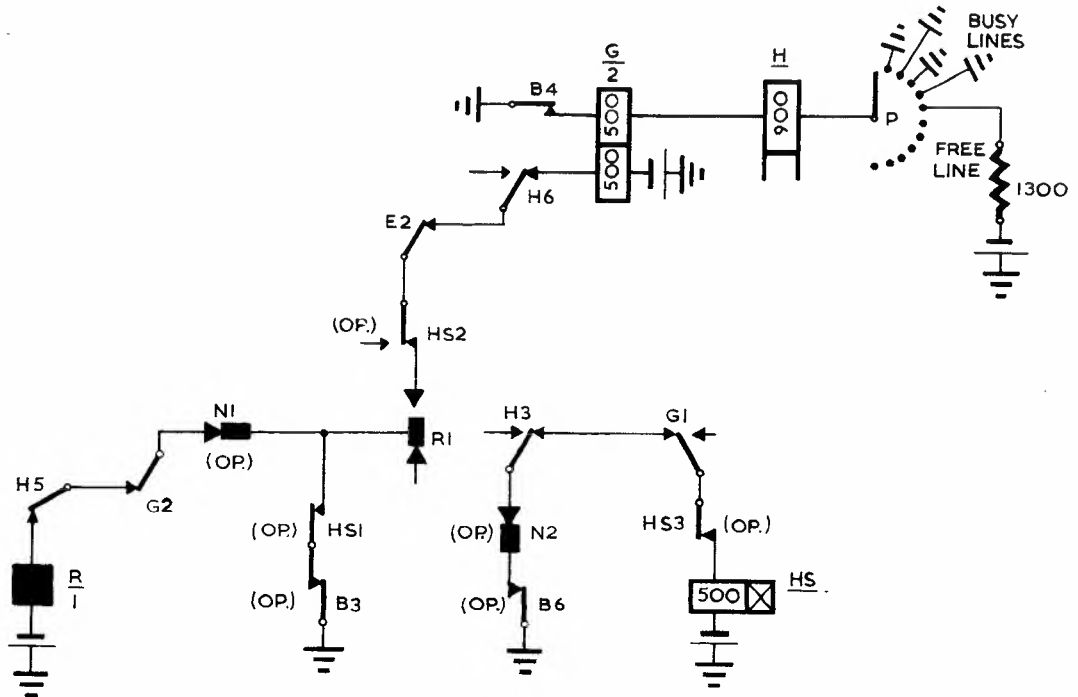 BUSY
LINES
G
2
H
B4
500
900
P
500
FREE
LINE
1300
H6
E2
(OP.)
HS2
N1
(OP.)
R1
H3
G1
H5
G2
(OP.)
HS1
(OP.)
N2
HS3
(OP.)
R
1
(OP.)
B3
(OP.)
B6
500
HS